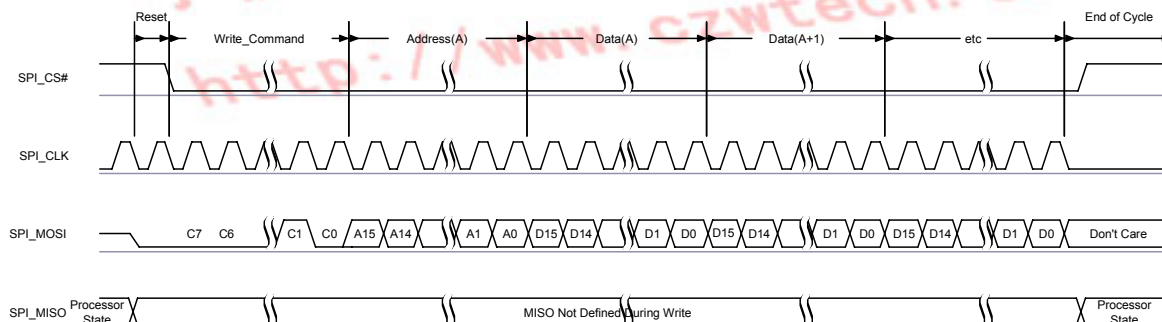 http://www.czwtech.
Reset
End of Cycle
Write_Command
Address(A)
Data(A)
Data(A+1)
etc
SPI_CS#
SPI_CLK
SPI_MOSI
C7 C6 C1 C0 A15 A14 A1 A0 D15 D14 D1 D0 D15 D14 D1 D0 D15 D14 D1 D0 Don't Care
SPI_MISO
Processor
State
MISO Not Defined During Write
Processor
State